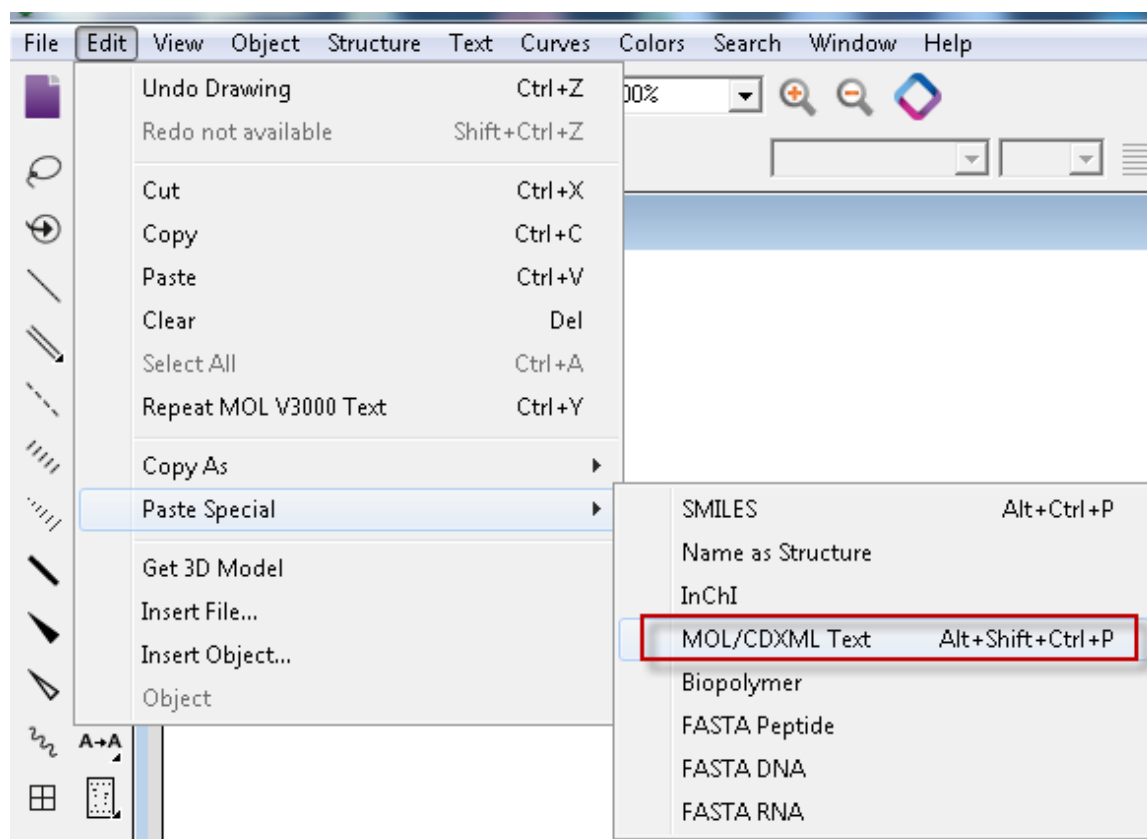 File Edit View Object Structure Text Curves Colors Search Window Help
Undo Drawing Ctrl+Z
Redo not available Shift+Ctrl+Z
Cut Ctrl+X
Copy Ctrl+C
Paste Ctrl+V
Clear Del
Select All Ctrl+A
Repeat MOL V3000 Text Ctrl+Y
Copy As
Paste Special
Get 3D Model
Insert File...
Insert Object...
Object
00%
SMILES Alt+Ctrl+P
Name as Structure
InChI
MOL/CDXML Text Alt+Shift+Ctrl+P
Biopolymer
FASTA Peptide
FASTA DNA
FASTA RNA
A→A